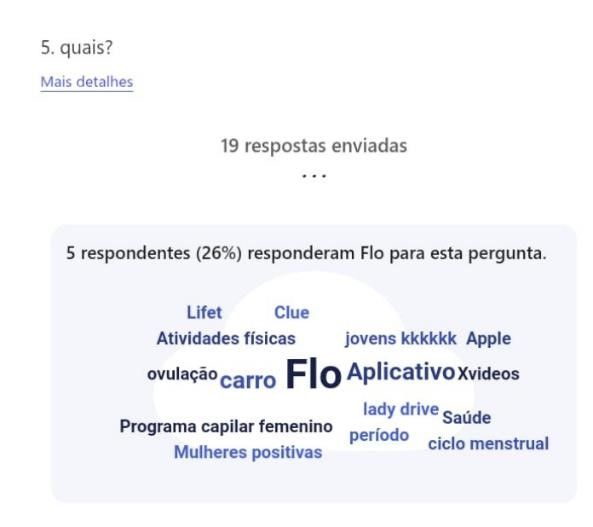 5. quais?
Mais detalhes
19 respostas enviadas
...
5 respondentes (26%) responderam Flo para esta pergunta.
Lifet Clue
Atividades físicas jovens kkkkkk Apple
ovulação carro Flo Aplicativo Xvideos
lady drive Saúde
Programa capilar feminino período
Mulheres positivas ciclo menstrual